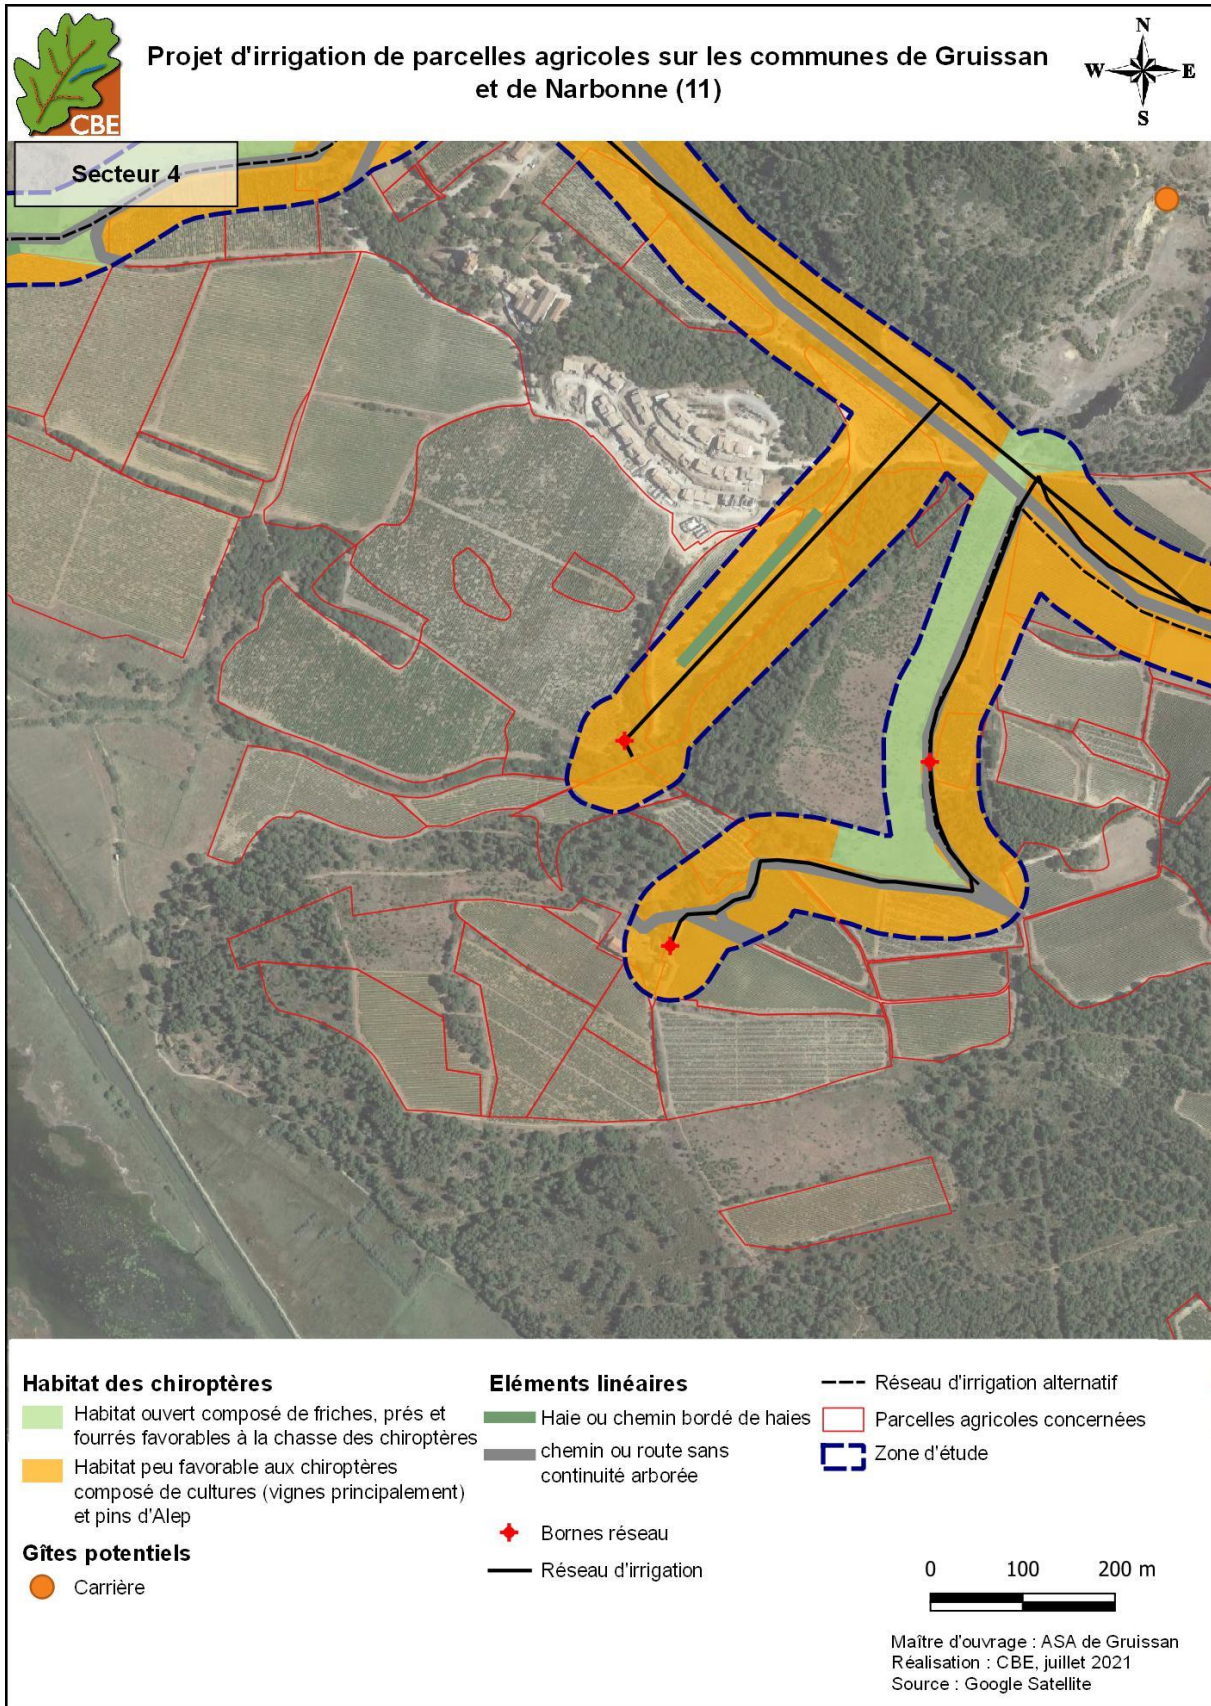 Projet d'irrigation de parcelles agricoles sur les communes de Gruissan
et de Narbonne (11)
CBE
N
W
E
S
Secteur 4
Habitat des chiroptères
Habitat ouvert composé de friches, prés et
fourrés favorables à la chasse des chiroptères
Habitat peu favorable aux chiroptères
composé de cultures (vignes principalement)
et pins d'Alep
Gîtes potentiels
Carrière
Eléments linéaires
Haie ou chemin bordé de haies
chemin ou route sans
continuité arborée
Bornes réseau
Réseau d'irrigation
Réseau d'irrigation alternatif
Parcelles agricoles concernées
Zone d'étude
0 100 200 m
Maître d'ouvrage : ASA de Gruissan
Réalisation : CBE, juillet 2021
Source : Google Satellite